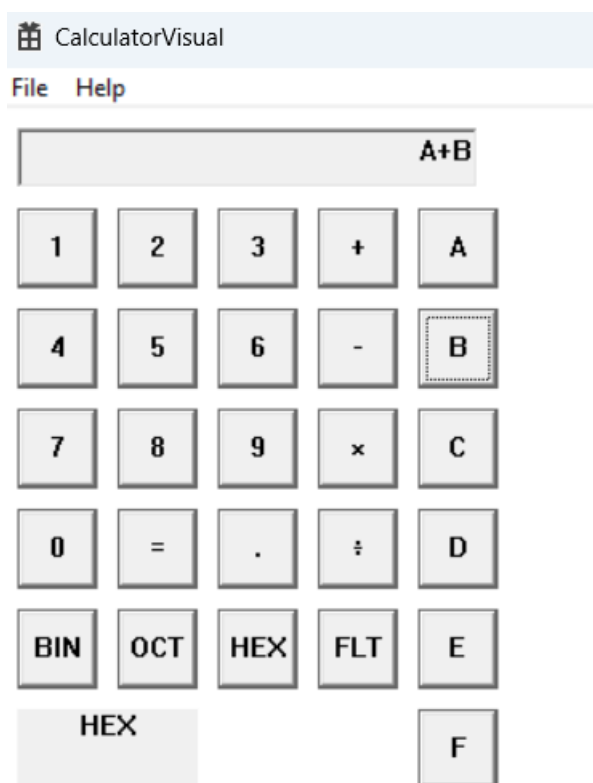 CalculatorVisual
File Help
A+B
1 2 3 + A
4 5 6 - B
7 8 9 × C
0 = . ÷ D
BIN OCT HEX FLT E
HEX F